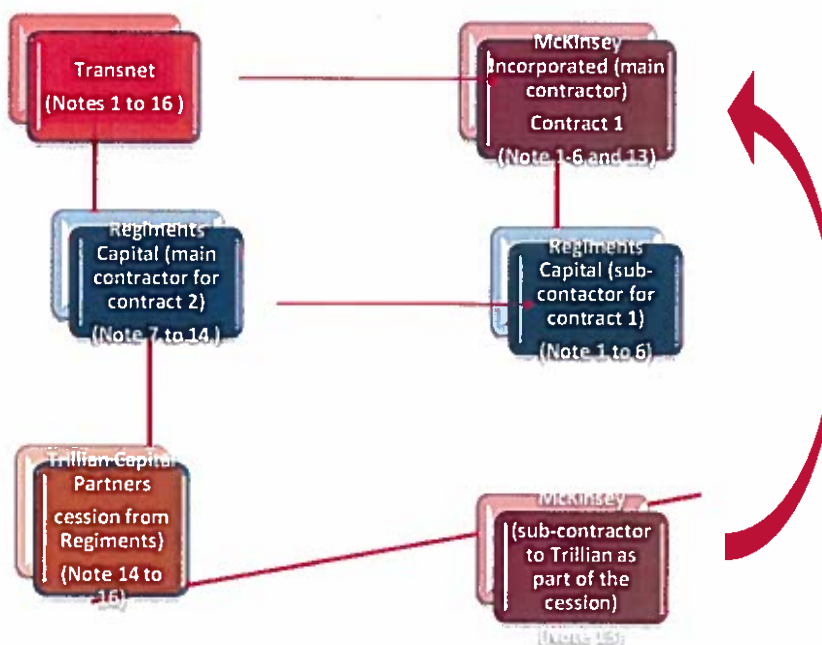 Transnet
(Notes 1 to 16 )
McKinsey
Incorporated (main
contractor)
Contract 1
(Note 1-6 and 13)
Regiments
Capital (main
contractor for
contract 2)
(Note 7 to 14 )
Regiments
Capital (sub-
contactor for
contract 1)
(Note 1 to 6)
Trillian Capital
Partners
cession from
Regiments)
(Note 14 to
16)
McKinsey
(sub-contractor
to Trillian as
part of the
cession)
(Note 13)